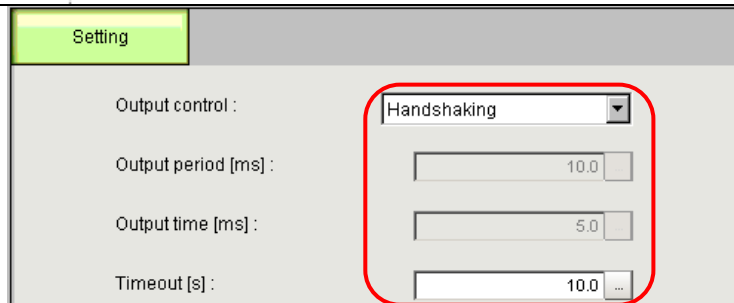 Setting
Output control : Handshaking
Output period [ms] : 10.0
Output time [ms] : 5.0
Timeout [s] : 10.0 ...